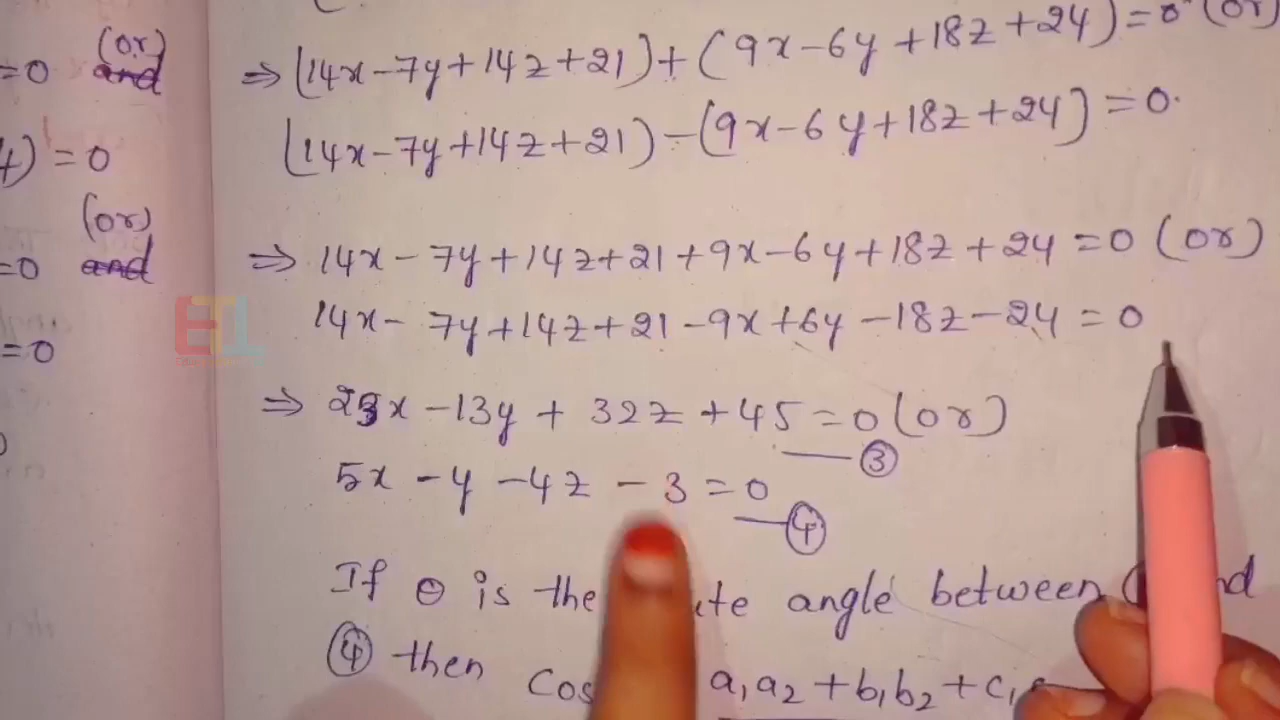 =0 (or) and
⇒ (14x-7y+14z+21)+(9x-6y+18z+24)=0 (or)
(14x-7y+14z+21)-(9x-6y+18z+24)=0.
)=0
(or)
=0 and
⇒ 14x-7y+14z+21+9x-6y+18z+24=0 (or)
14x-7y+14z+21-9x+6y-18z-24=0
=0
⇒ 23x-13y+32z+45=0 (or)
③
5x-y-4z-3=0
④
If θ is the angle between
④ then Cos a₁a₂+b₁b₂+c₁